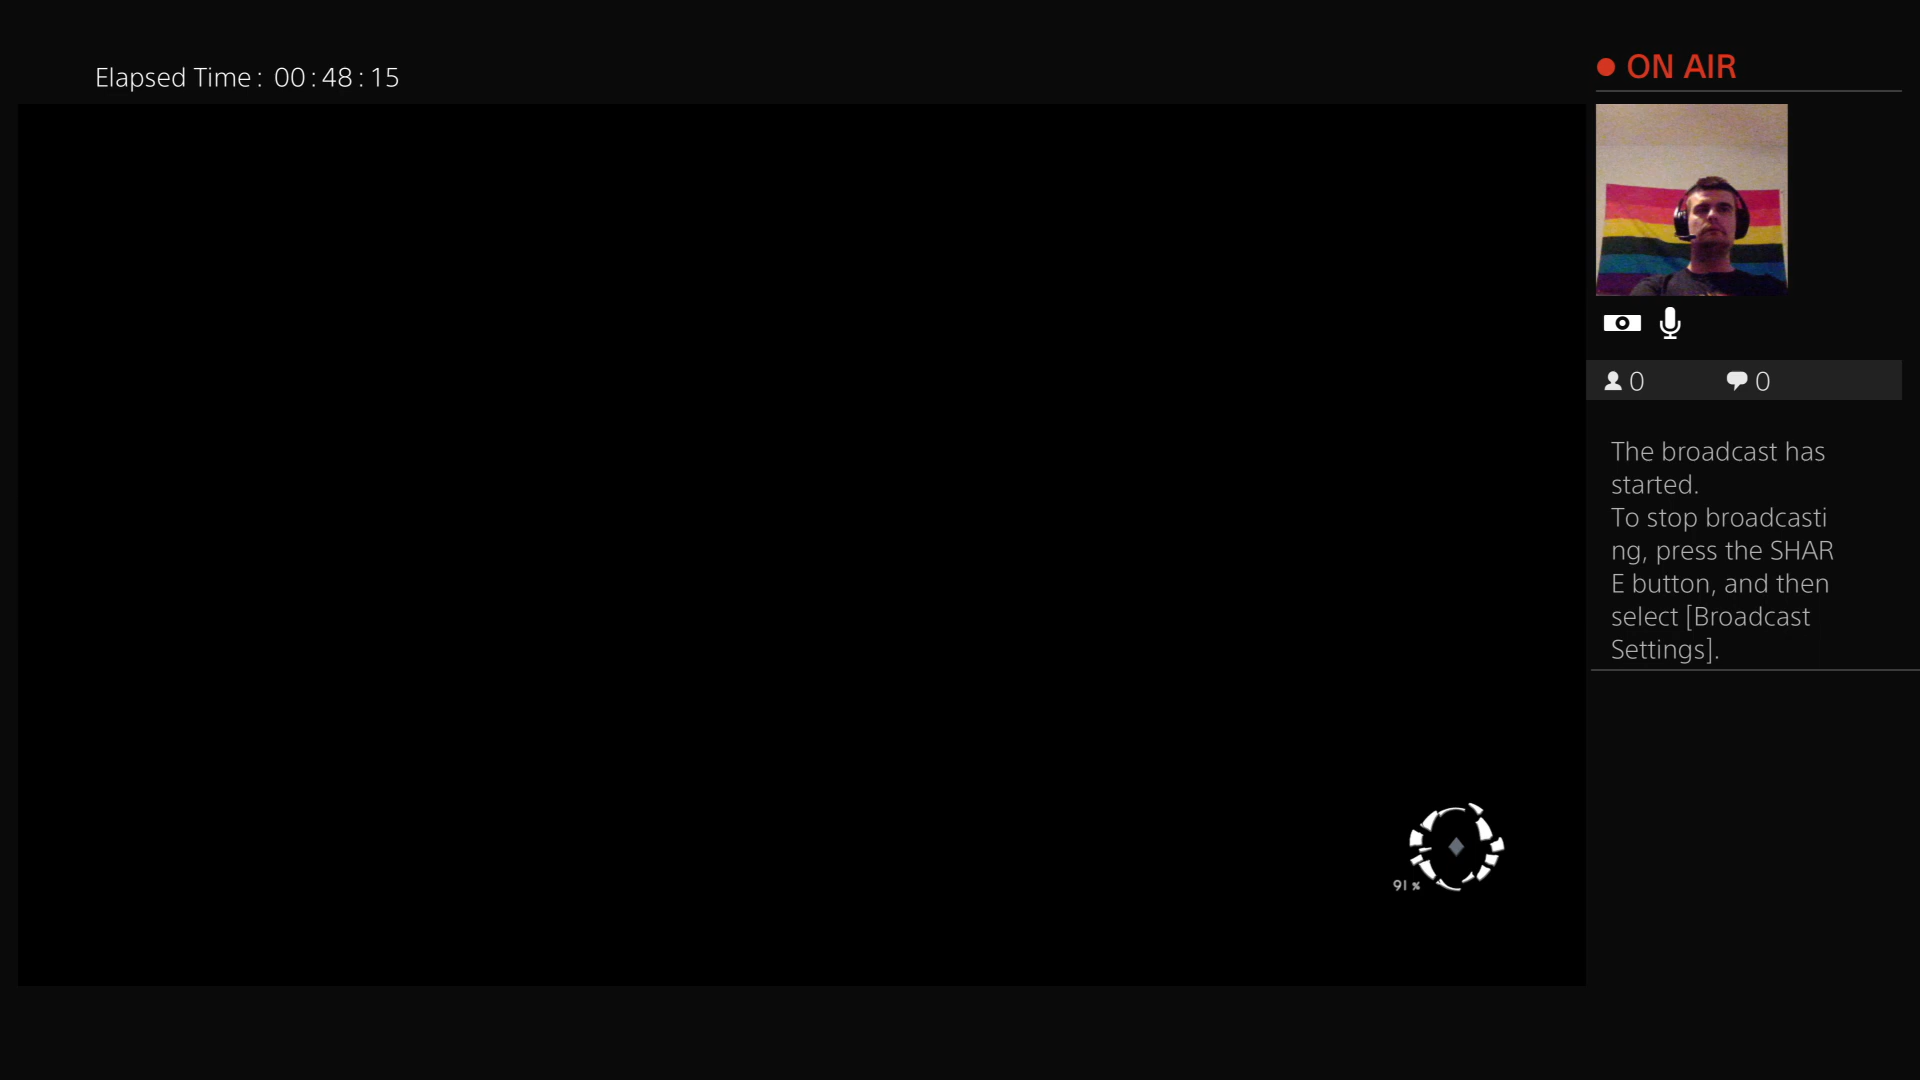 Elapsed Time: 00:48:15
ON AIR
0 0
The broadcast has
started.
To stop broadcasti
ng, press the SHAR
E button, and then
select [Broadcast
Settings].
91 %